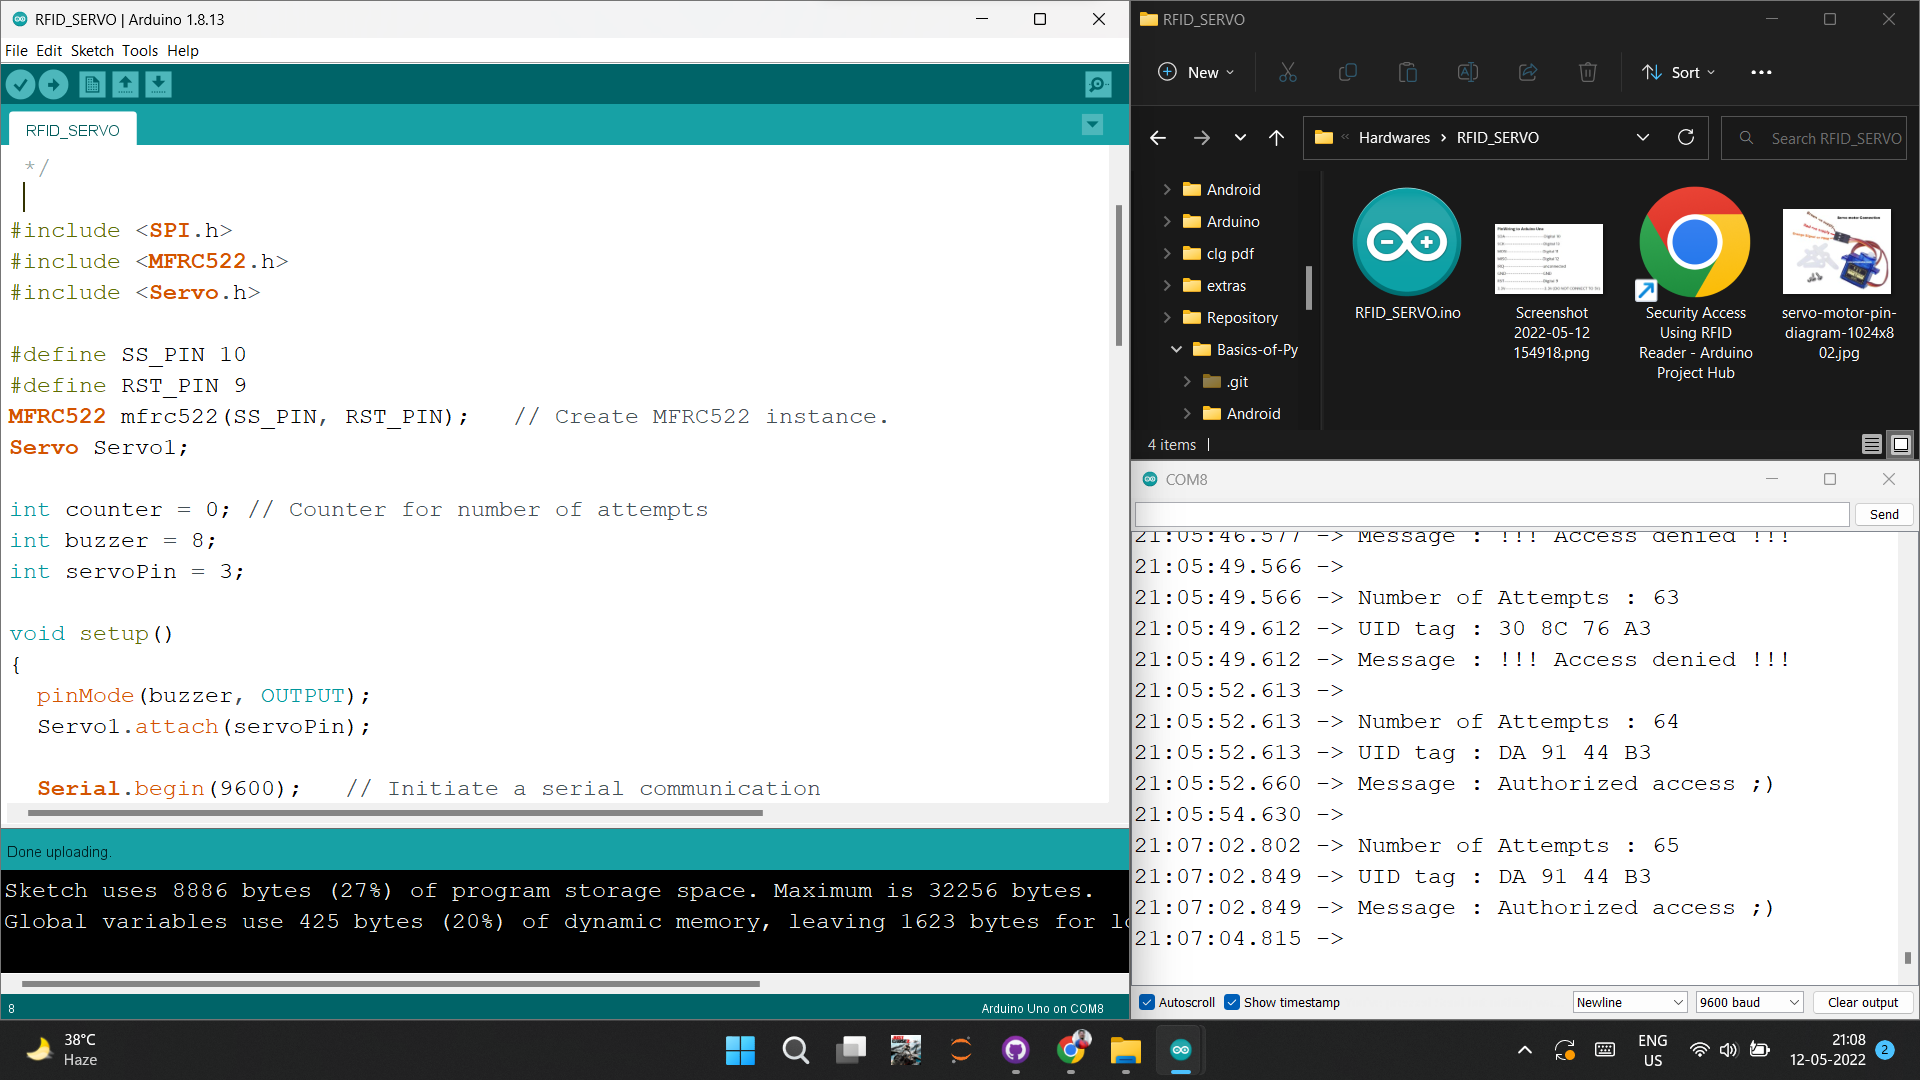 RFID_SERVO | Arduino 1.8.13
File Edit Sketch Tools Help
RFID_SERVO
*/
#include <SPI.h>
#include <MFRC522.h>
#include <Servo.h>
#define SS_PIN 10
#define RST_PIN 9
MFRC522 mfrc522(SS_PIN, RST_PIN);   // Create MFRC522 instance.
Servo Servo1;
int counter = 0; // Counter for number of attempts
int buzzer = 8;
int servoPin = 3;
void setup()
{
pinMode(buzzer, OUTPUT);
Servo1.attach(servoPin);
Serial.begin(9600);   // Initiate a serial communication
Done uploading.
Sketch uses 8886 bytes (27%) of program storage space. Maximum is 32256 bytes.
Global variables use 425 bytes (20%) of dynamic memory, leaving 1623 bytes for
8
Arduino Uno on COM8
RFID_SERVO
New
Sort
Hardwares > RFID_SERVO
Search RFID_SERVO
Android
Arduino
clg pdf
extras
Repository
Basics-of-Py
.git
Android
RFID_SERVO.ino
Screenshot
2022-05-12
154918.png
Security Access
Using RFID
Reader - Arduino
Project Hub
servo-motor-pin-
diagram-1024x8
02.jpg
4 items
COM8
Send
21:05:46.577 -> Message : !!! Access denied !!!
21:05:49.566 ->
21:05:49.566 -> Number of Attempts : 63
21:05:49.612 -> UID tag : 30 8C 76 A3
21:05:49.612 -> Message : !!! Access denied !!!
21:05:52.613 ->
21:05:52.613 -> Number of Attempts : 64
21:05:52.613 -> UID tag : DA 91 44 B3
21:05:52.660 -> Message : Authorized access ;)
21:05:54.630 ->
21:07:02.802 -> Number of Attempts : 65
21:07:02.849 -> UID tag : DA 91 44 B3
21:07:02.849 -> Message : Authorized access ;)
21:07:04.815 ->
Autoscroll
Show timestamp
Newline
9600 baud
Clear output
38°C
Haze
ENG
US
21:08
12-05-2022
2